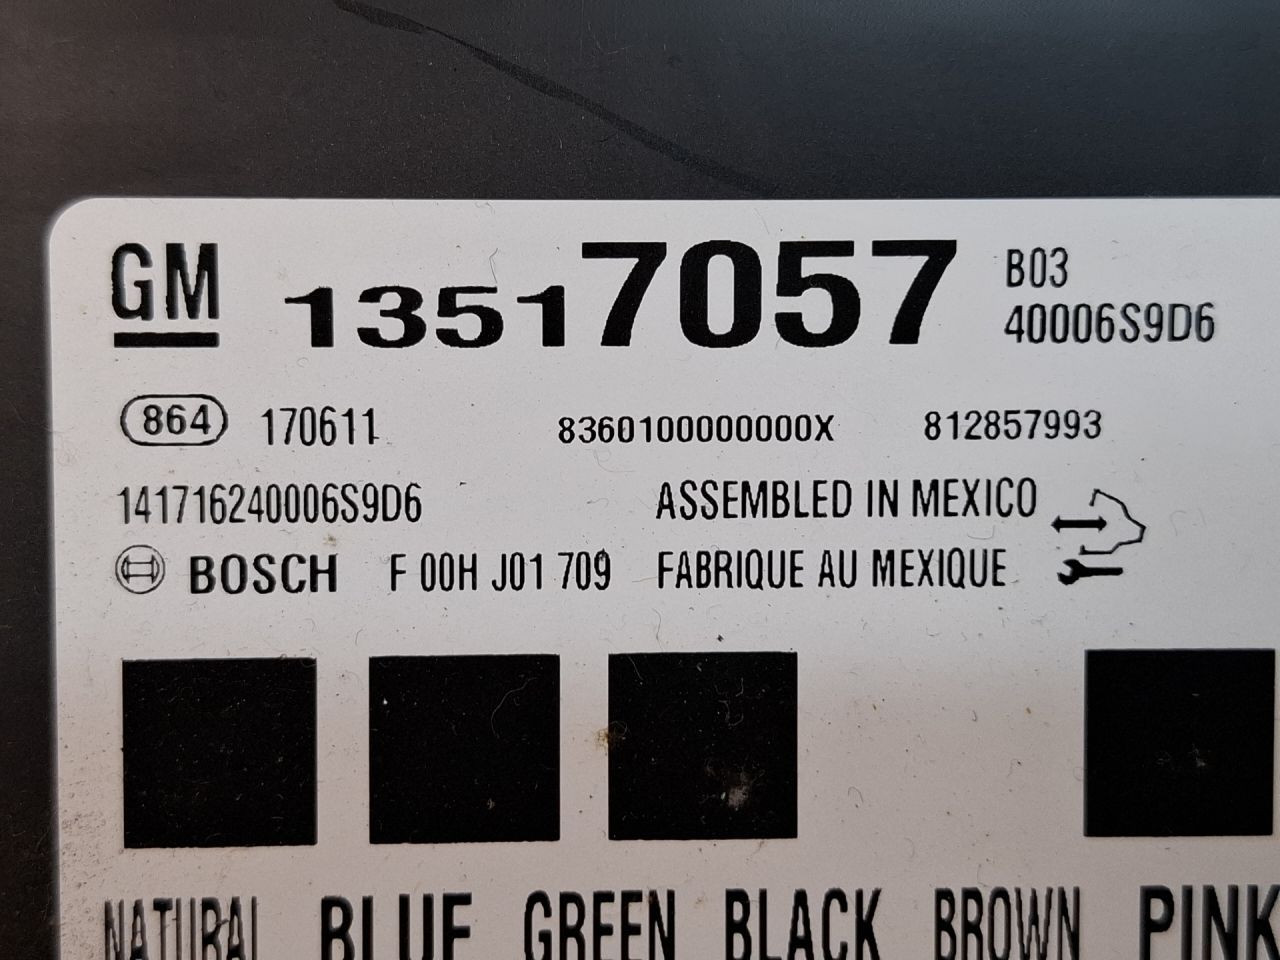 GM 13517057 B03
40006S9D6
864 170611 8360100000000X 812857993
141716240006S9D6 ASSEMBLED IN MEXICO
BOSCH F 00H J01 709 FABRIQUE AU MEXIQUE
NATURAL BLUE GREEN BLACK BROWN PINK